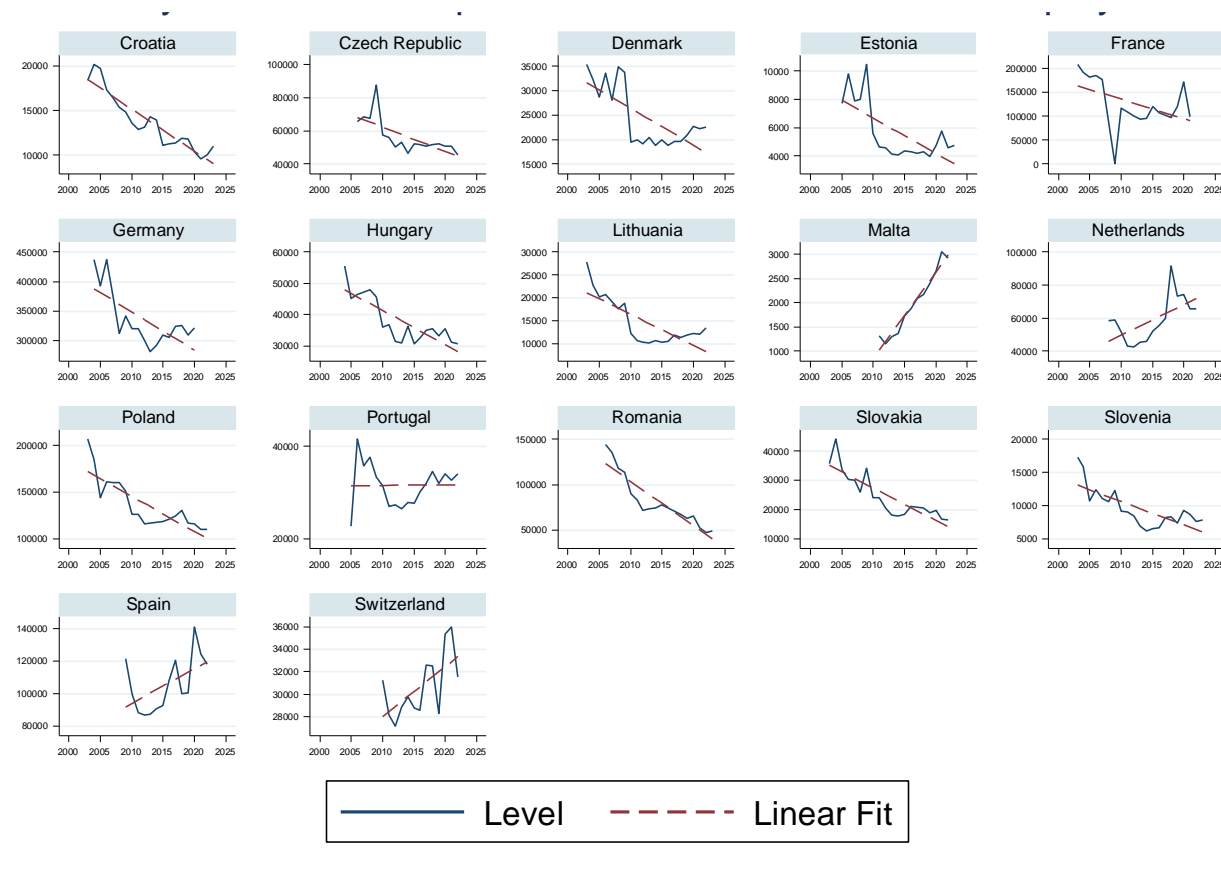 Croatia Czech Republic Denmark Estonia France
20000 100000 35000 10000 200000
80000 30000 8000 150000
15000 25000 100000
60000 20000 6000 50000
10000 40000 15000 4000 0
2000 2005 2010 2015 2020 2025 2000 2005 2010 2015 2020 2025 2000 2005 2010 2015 2020 2025 2000 2005 2010 2015 2020 2025 2000 2005 2010 2015 2020 2025
Germany Hungary Lithuania Malta Netherlands
450000 60000 30000 3000 100000
400000 50000 25000 2500 80000
20000 2000
350000 40000 15000 1500 60000
300000 30000 10000 1000 40000
2000 2005 2010 2015 2020 2025 2000 2005 2010 2015 2020 2025 2000 2005 2010 2015 2020 2025 2000 2005 2010 2015 2020 2025 2000 2005 2010 2015 2020 2025
Poland Portugal Romania Slovakia Slovenia
200000 40000 150000 40000 20000
150000 100000 30000 15000
20000 10000
100000 20000 50000 10000 5000
2000 2005 2010 2015 2020 2025 2000 2005 2010 2015 2020 2025 2000 2005 2010 2015 2020 2025 2000 2005 2010 2015 2020 2025 2000 2005 2010 2015 2020 2025
Spain Switzerland
140000 36000
120000 34000
32000
100000 30000
80000 28000
2000 2005 2010 2015 2020 2025 2000 2005 2010 2015 2020 2025
Level Linear Fit